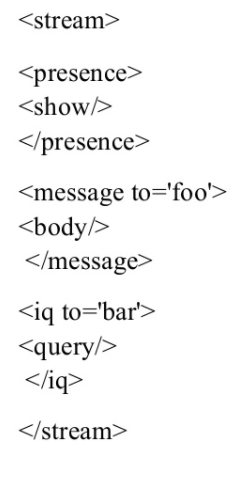 <stream>
<presence>
<show/>
</presence>
<message to='foo'>
<body/>
</message>
<iq to='bar'>
<query/>
</iq>
</stream>